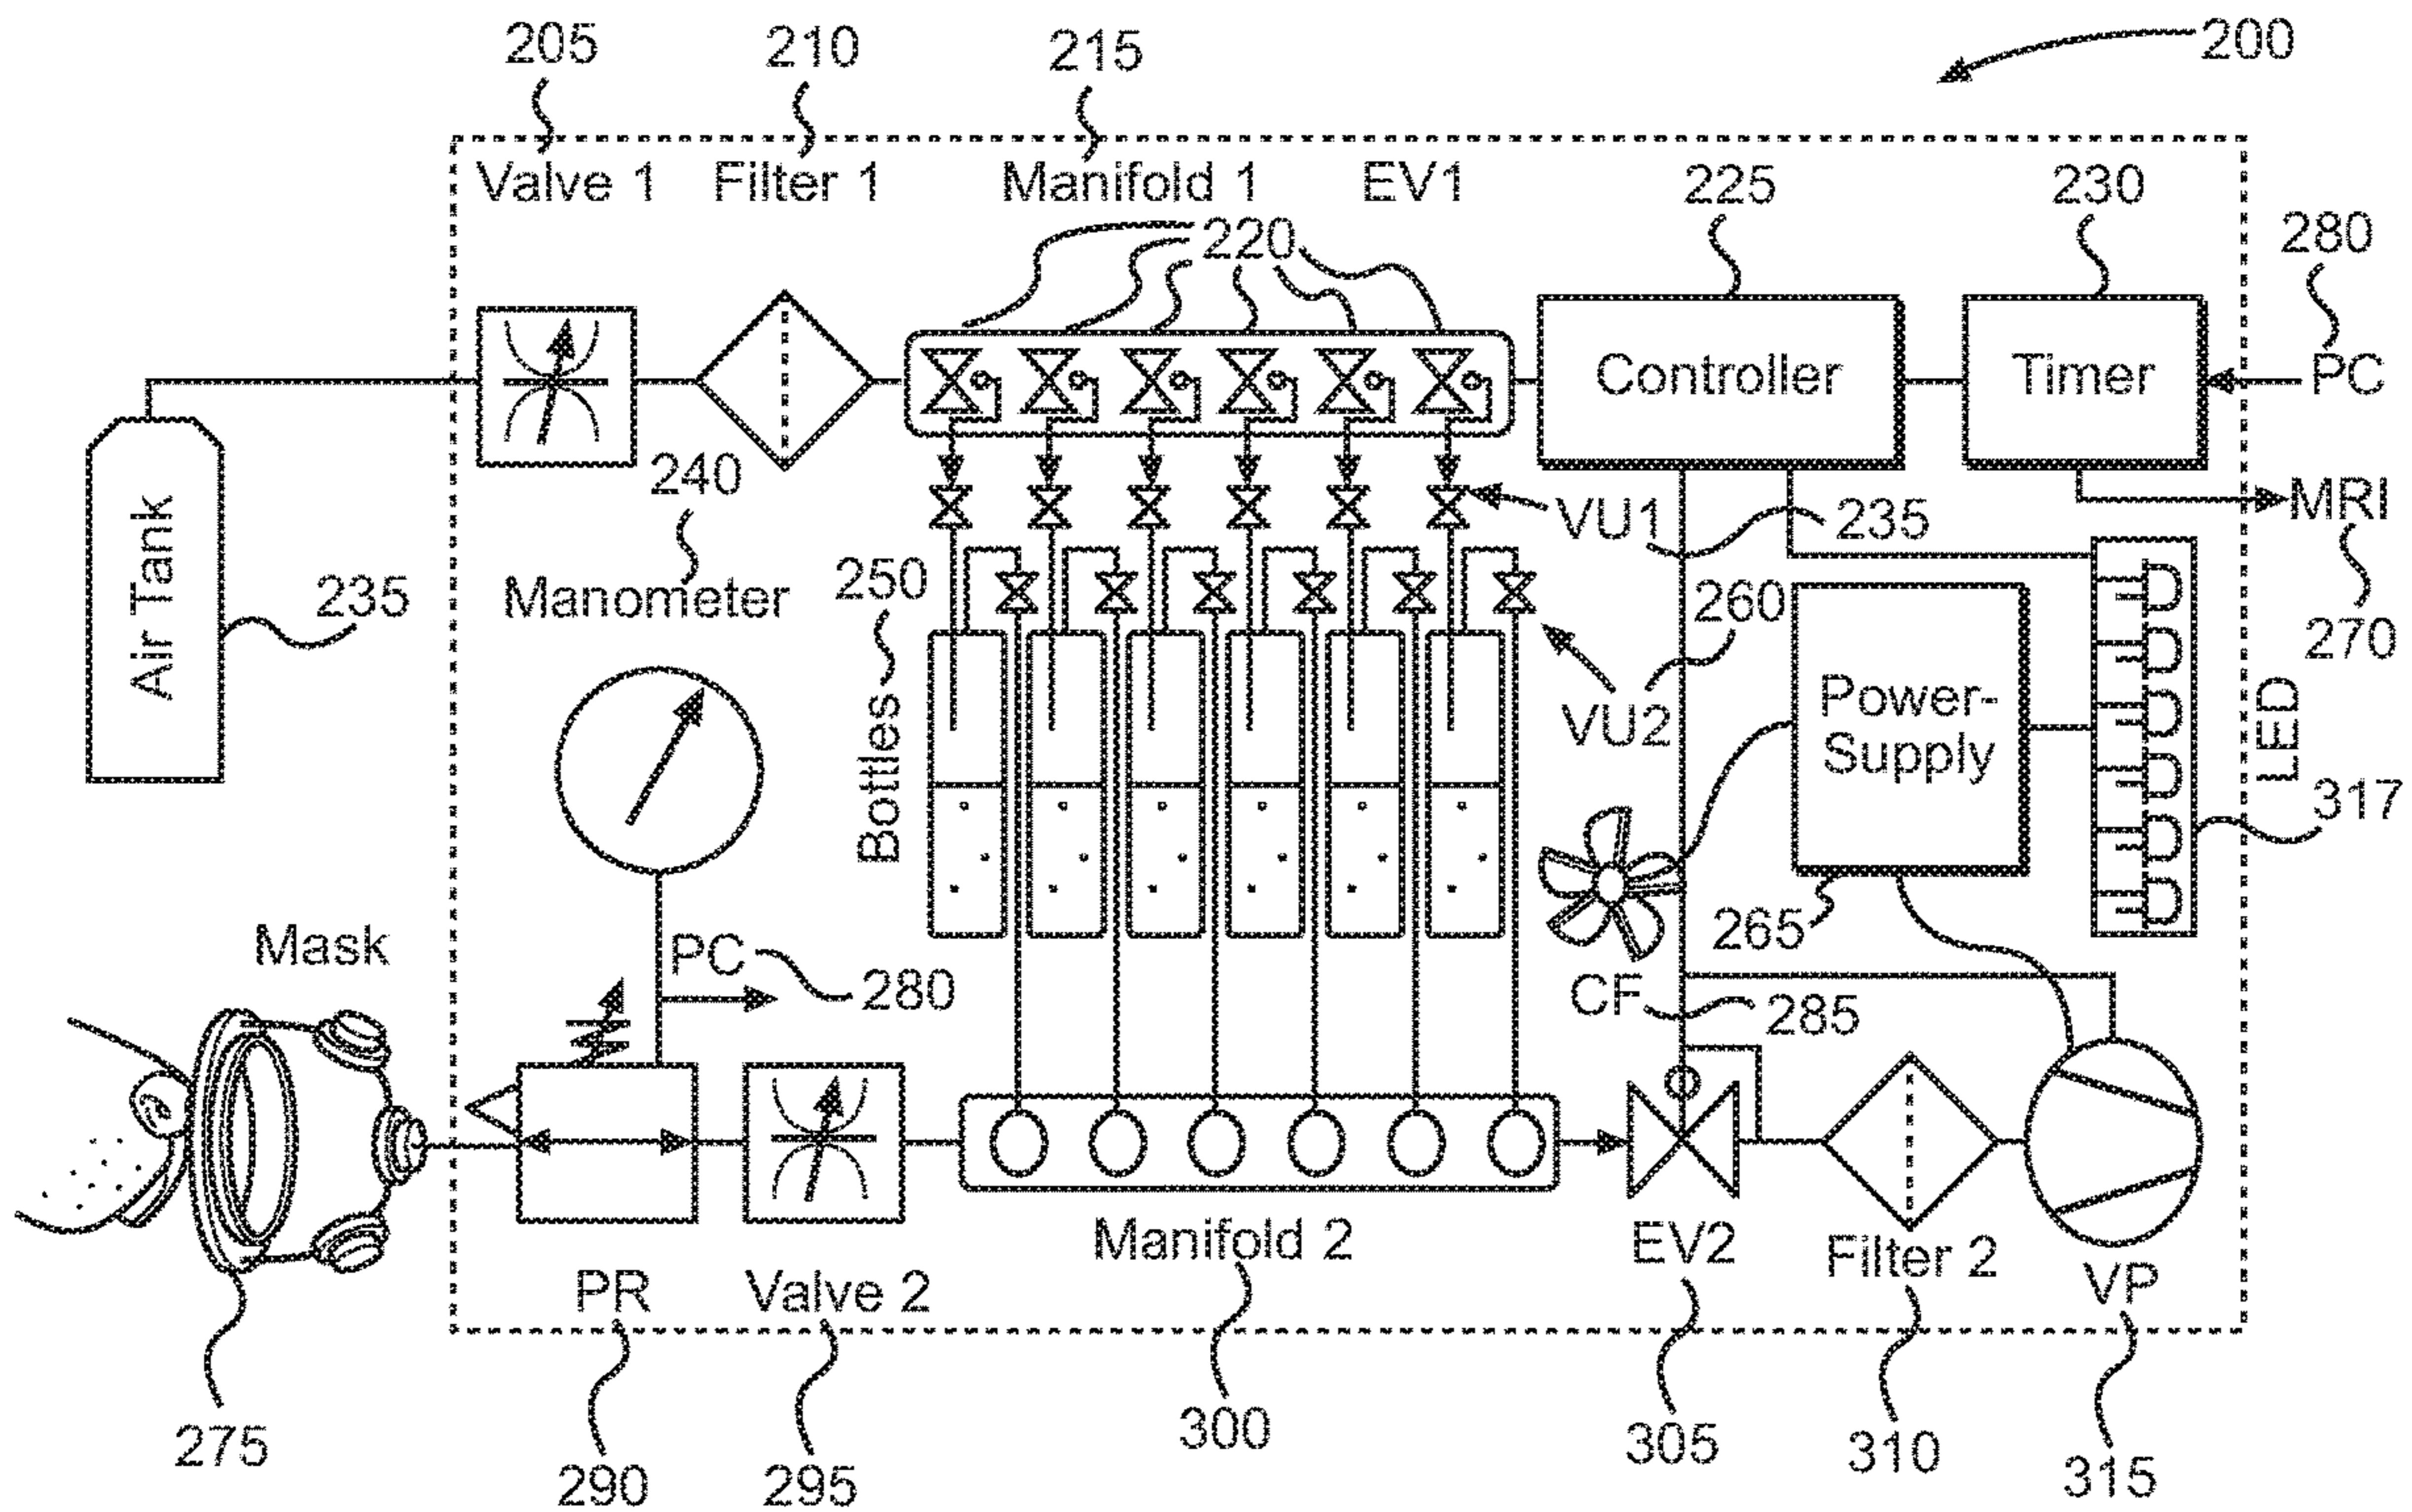 205
210
215
200
Valve 1
Filter 1
Manifold 1
EV1
225
230
280
220
Controller
Timer
PC
240
Manometer
Air Tank
235
250
Bottles
VU1
235
MRI
270
260
VU2
Power-
Supply
LED
317
265
Mask
PC
280
CF
285
Manifold 2
EV2
Filter 2
VP
PR
Valve 2
275
290
295
300
305
310
315